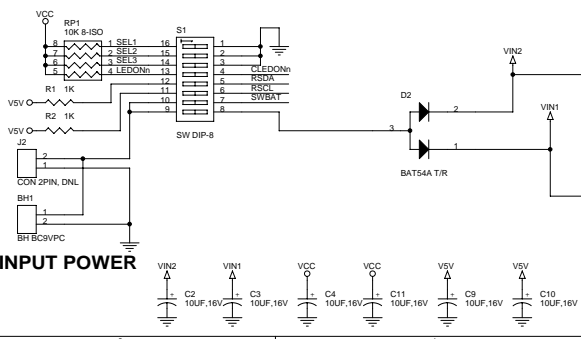 VCC
RP1
10K 8-ISO
8 1 SEL1 16
7 2 SEL2 15
6 3 SEL3 14
5 4 LEDONn 13
S1
1
2
3
4 CLEDONn
5 RSDA
6 RSCL
7 SWBAT
8
12
11
10
9
SW DIP-8
R1 1K
V5V
R2 1K
V5V
J2
2
1
CON 2PIN, DNL
BH1
1
2
BH BC9VPC
D2
3
2
1
BAT54A T/R
VIN2
VIN1
INPUT POWER
VIN2
+
C2
10UF,16V
VIN1
+
C3
10UF,16V
VCC
+
C4
10UF,16V
VCC
+
C11
10UF,16V
V5V
+
C9
10UF,16V
V5V
+
C10
10UF,16V